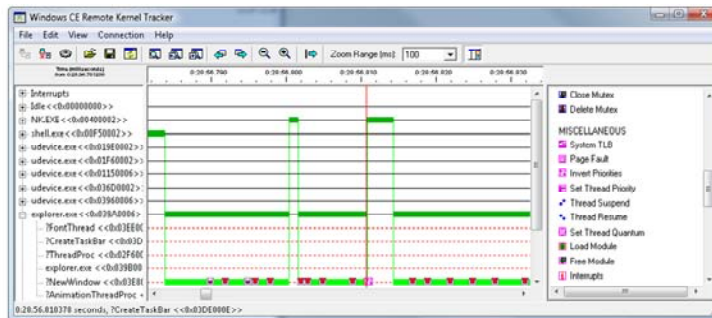 Windows CE Remote Kernel Tracker
File Edit View Connection Help
Zoom Range (ms): 100
0:20:56.790 0:20:56.800 0:20:56.810 0:20:56.820 0:20:56.830
Interrupts
Idle <<0x00000000>>
NK.EXE <<0x00400002>>
shell.exe <<0x00F50002>>
udevice.exe <<0x019E0002>>
udevice.exe <<0x01F60002>>
udevice.exe <<0x01150006>>
udevice.exe <<0x036D0002>>
udevice.exe <<0x03960006>>
explorer.exe <<0x039A0006>
?FontThread <<0x03EE0
?CreateTaskBar <<0x03D
?ThreadProc <<0x02F60
explorer.exe <<0x039B00
?NewWindow <<0x03E8
?AnimationThreadProc <
Close Mutex
Delete Mutex
MISCELLANEOUS
System TLB
Page Fault
Invert Priorities
Set Thread Priority
Thread Suspend
Thread Resume
Set Thread Quantum
Load Module
Free Module
Interrupts
0:20:56.810378 seconds, ?CreateTaskBar <<0x03DE000E>>